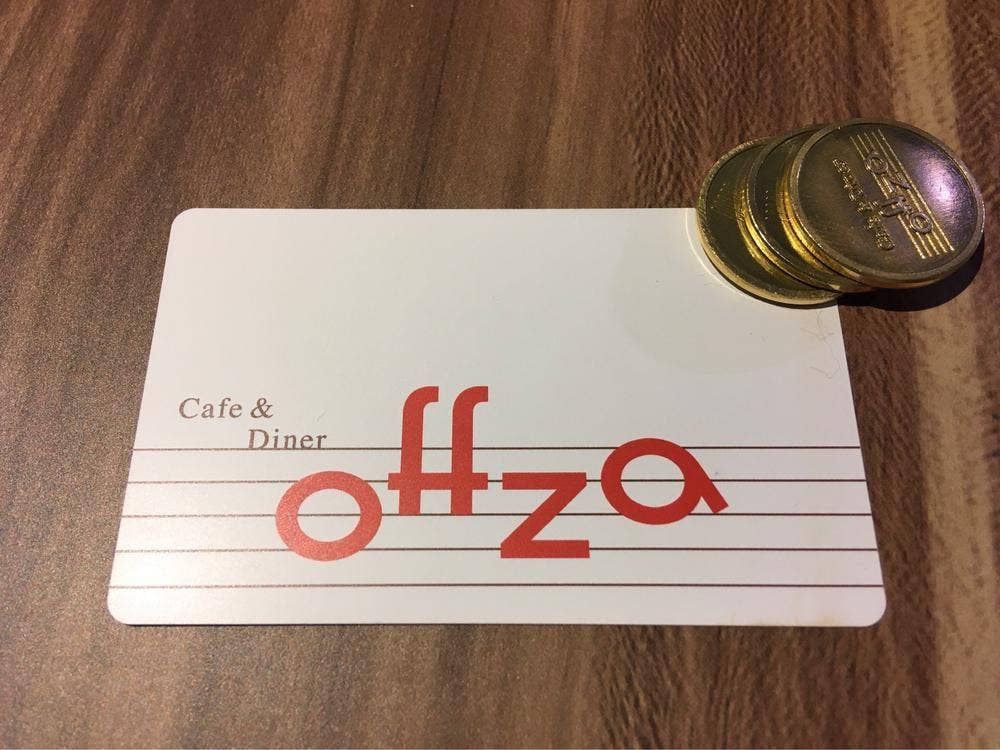 Cafe &
Diner
offza